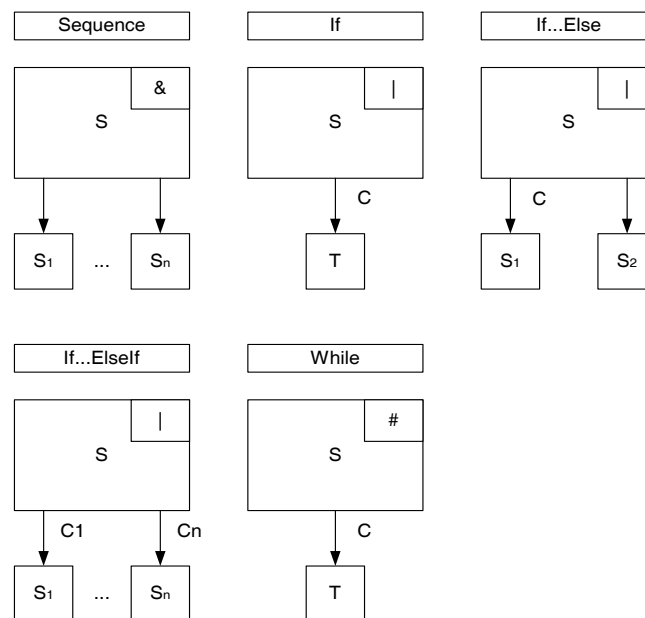 Sequence
If
If...Else
&
S
|
S
|
S
C
C
S1
...
Sn
T
S1
S2
If...ElseIf
While
|
S
#
S
C1
Cn
C
S1
...
Sn
T